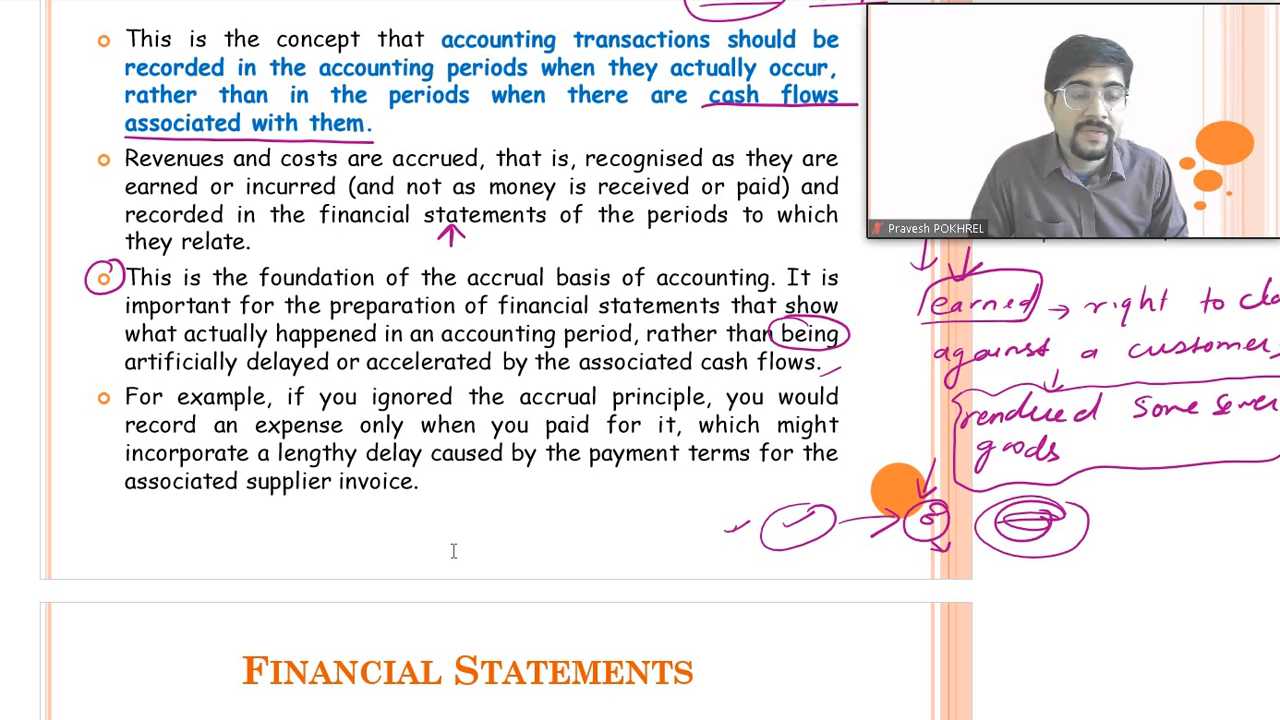 This is the concept that accounting transactions should be
recorded in the accounting periods when they actually occur,
rather than in the periods when there are cash flows
associated with them.
Revenues and costs are accrued, that is, recognised as they are
earned or incurred (and not as money is received or paid) and
recorded in the financial statements of the periods to which
they relate.
This is the foundation of the accrual basis of accounting. It is
important for the preparation of financial statements that show
what actually happened in an accounting period, rather than being
artificially delayed or accelerated by the associated cash flows.
For example, if you ignored the accrual principle, you would
record an expense only when you paid for it, which might
incorporate a lengthy delay caused by the payment terms for the
associated supplier invoice.
Pravesh POKHREL
earned → right to
against a customer
some
goods
FINANCIAL STATEMENTS